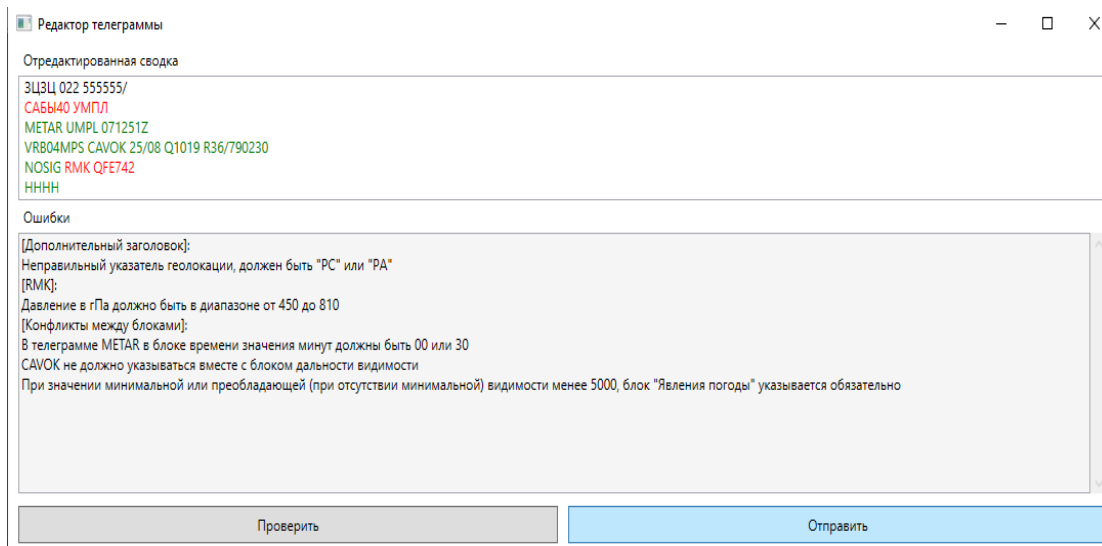 Редактор телеграммы
Отредактированная сводка
ЗЦЗЦ 022 555555/
САБЫ40 УМПЛ
METAR UMPL 071251Z
VRB04MPS CAVOK 25/08 Q1019 R36/790230
NOSIG RMK QFE742
НННН
Ошибки
[Дополнительный заголовок]:
Неправильный указатель геолокации, должен быть "РС" или "РА"
[RMK]:
Давление в гПа должно быть в диапазоне от 450 до 810
[Конфликты между блоками]:
В телеграмме METAR в блоке времени значения минут должны быть 00 или 30
CAVOK не должно указываться вместе с блоком дальности видимости
При значении минимальной или преобладающей (при отсутствии минимальной) видимости менее 5000, блок "Явления погоды" указывается обязательно
Проверить
Отправить